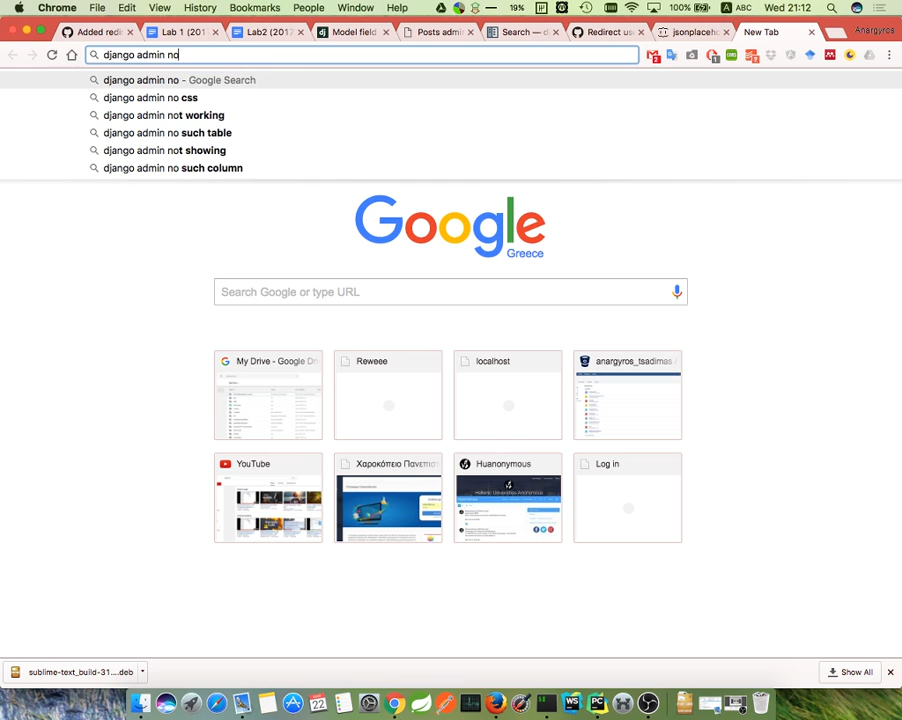 Chrome File Edit View History Bookmarks People Window Help 19% 100% ABC Wed 21:12
Added redi Lab 1 (201 Lab2 (2017 Model field Posts admi Search — d Redirect us jsonplaceh New Tab Anargyros
django admin no
django admin no - Google Search
django admin no css
django admin not working
django admin no such table
django admin not showing
django admin no such column
Google
Greece
Search Google or type URL
My Drive - Google Dr Reweee localhost anargyros_tsadimas
YouTube Χαροκόπειο Πανεπιστ Huanonymous Log in
sublime-text_build-31....deb Show All